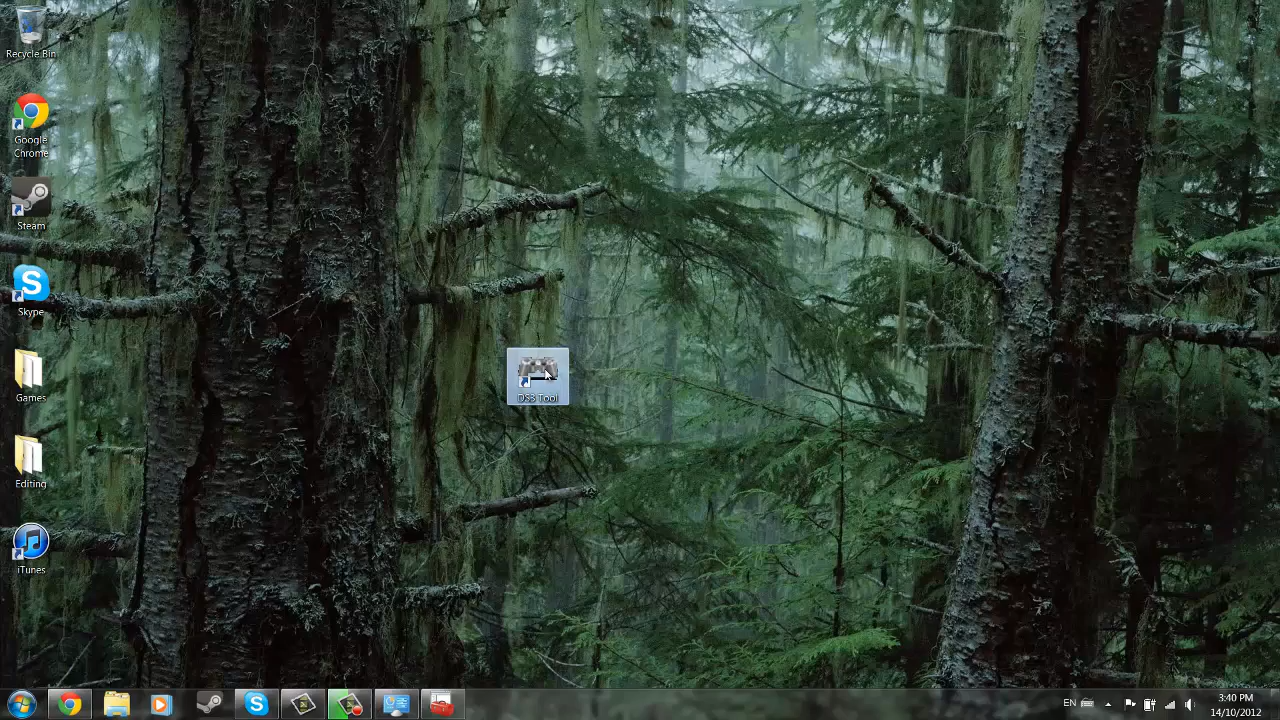 Recycle Bin
Google
Chrome
Steam
Skype
Games
Editing
iTunes
DS3 Tool
EN
3:40 PM
14/10/2012